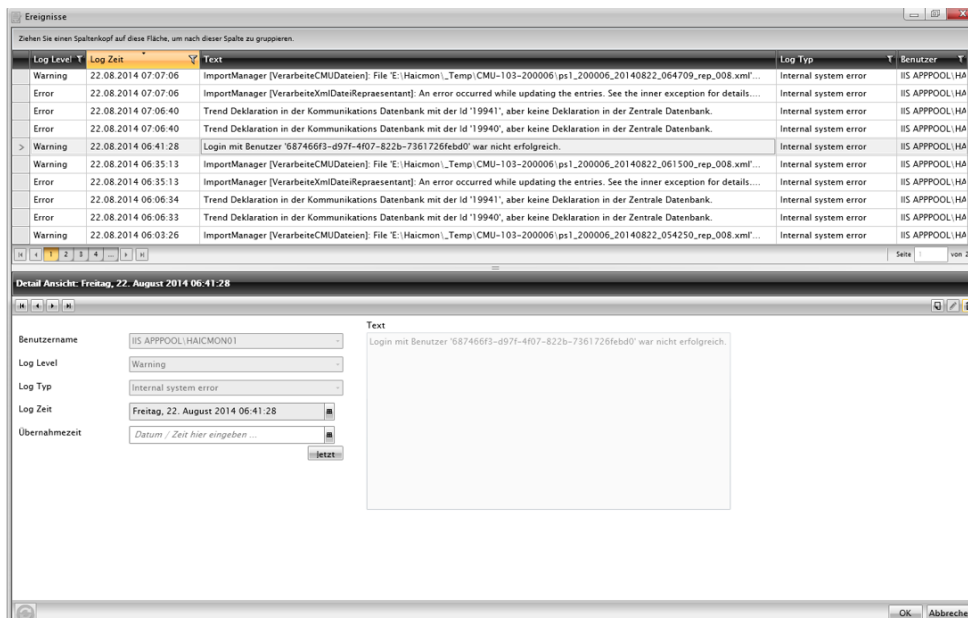 Ereignisse
Ziehen Sie einen Spaltenkopf auf diese Fläche, um nach dieser Spalte zu gruppieren.
Log Level Log Zeit Text Log Typ Benutzer
Warning 22.08.2014 07:07:06 ImportManager [VerarbeiteCMUDateien]: File 'E:\Haicmon\_Temp\CMU-103-200006\ps1_200006_20140822_064709_rep_008.xml'... Internal system error IIS APPPOOL\HA
Error 22.08.2014 07:07:06 ImportManager [VerarbeiteXmlDateiRepraesentant]: An error occurred while updating the entries. See the inner exception for details.... Internal system error IIS APPPOOL\HA
Error 22.08.2014 07:06:40 Trend Deklaration in der Kommunikations Datenbank mit der Id '19941', aber keine Deklaration in der Zentrale Datenbank. Internal system error IIS APPPOOL\HA
Error 22.08.2014 07:06:40 Trend Deklaration in der Kommunikations Datenbank mit der Id '19940', aber keine Deklaration in der Zentrale Datenbank. Internal system error IIS APPPOOL\HA
> Warning 22.08.2014 06:41:28 Login mit Benutzer '687466f3-d97f-4f07-822b-7361726febd0' war nicht erfolgreich. Internal system error IIS APPPOOL\HA
Warning 22.08.2014 06:35:13 ImportManager [VerarbeiteCMUDateien]: File 'E:\Haicmon\_Temp\CMU-103-200006\ps1_200006_20140822_061500_rep_008.xml'... Internal system error IIS APPPOOL\HA
Error 22.08.2014 06:35:13 ImportManager [VerarbeiteXmlDateiRepraesentant]: An error occurred while updating the entries. See the inner exception for details.... Internal system error IIS APPPOOL\HA
Error 22.08.2014 06:06:34 Trend Deklaration in der Kommunikations Datenbank mit der Id '19941', aber keine Deklaration in der Zentrale Datenbank. Internal system error IIS APPPOOL\HA
Error 22.08.2014 06:06:33 Trend Deklaration in der Kommunikations Datenbank mit der Id '19940', aber keine Deklaration in der Zentrale Datenbank. Internal system error IIS APPPOOL\HA
Warning 22.08.2014 06:03:26 ImportManager [VerarbeiteCMUDateien]: File 'E:\Haicmon\_Temp\CMU-103-200006\ps1_200006_20140822_054250_rep_008.xml'... Internal system error IIS APPPOOL\HA
1 2 3 4 ... Seite 1 von 2
Detail Ansicht: Freitag, 22. August 2014 06:41:28
Text
Benutzername IIS APPPOOL\HAICMON01 Login mit Benutzer '687466f3-d97f-4f07-822b-7361726febd0' war nicht erfolgreich.
Log Level Warning
Log Typ Internal system error
Log Zeit Freitag, 22. August 2014 06:41:28
Übernahmezeit Datum / Zeit hier eingeben ...
Jetzt
OK Abbreche